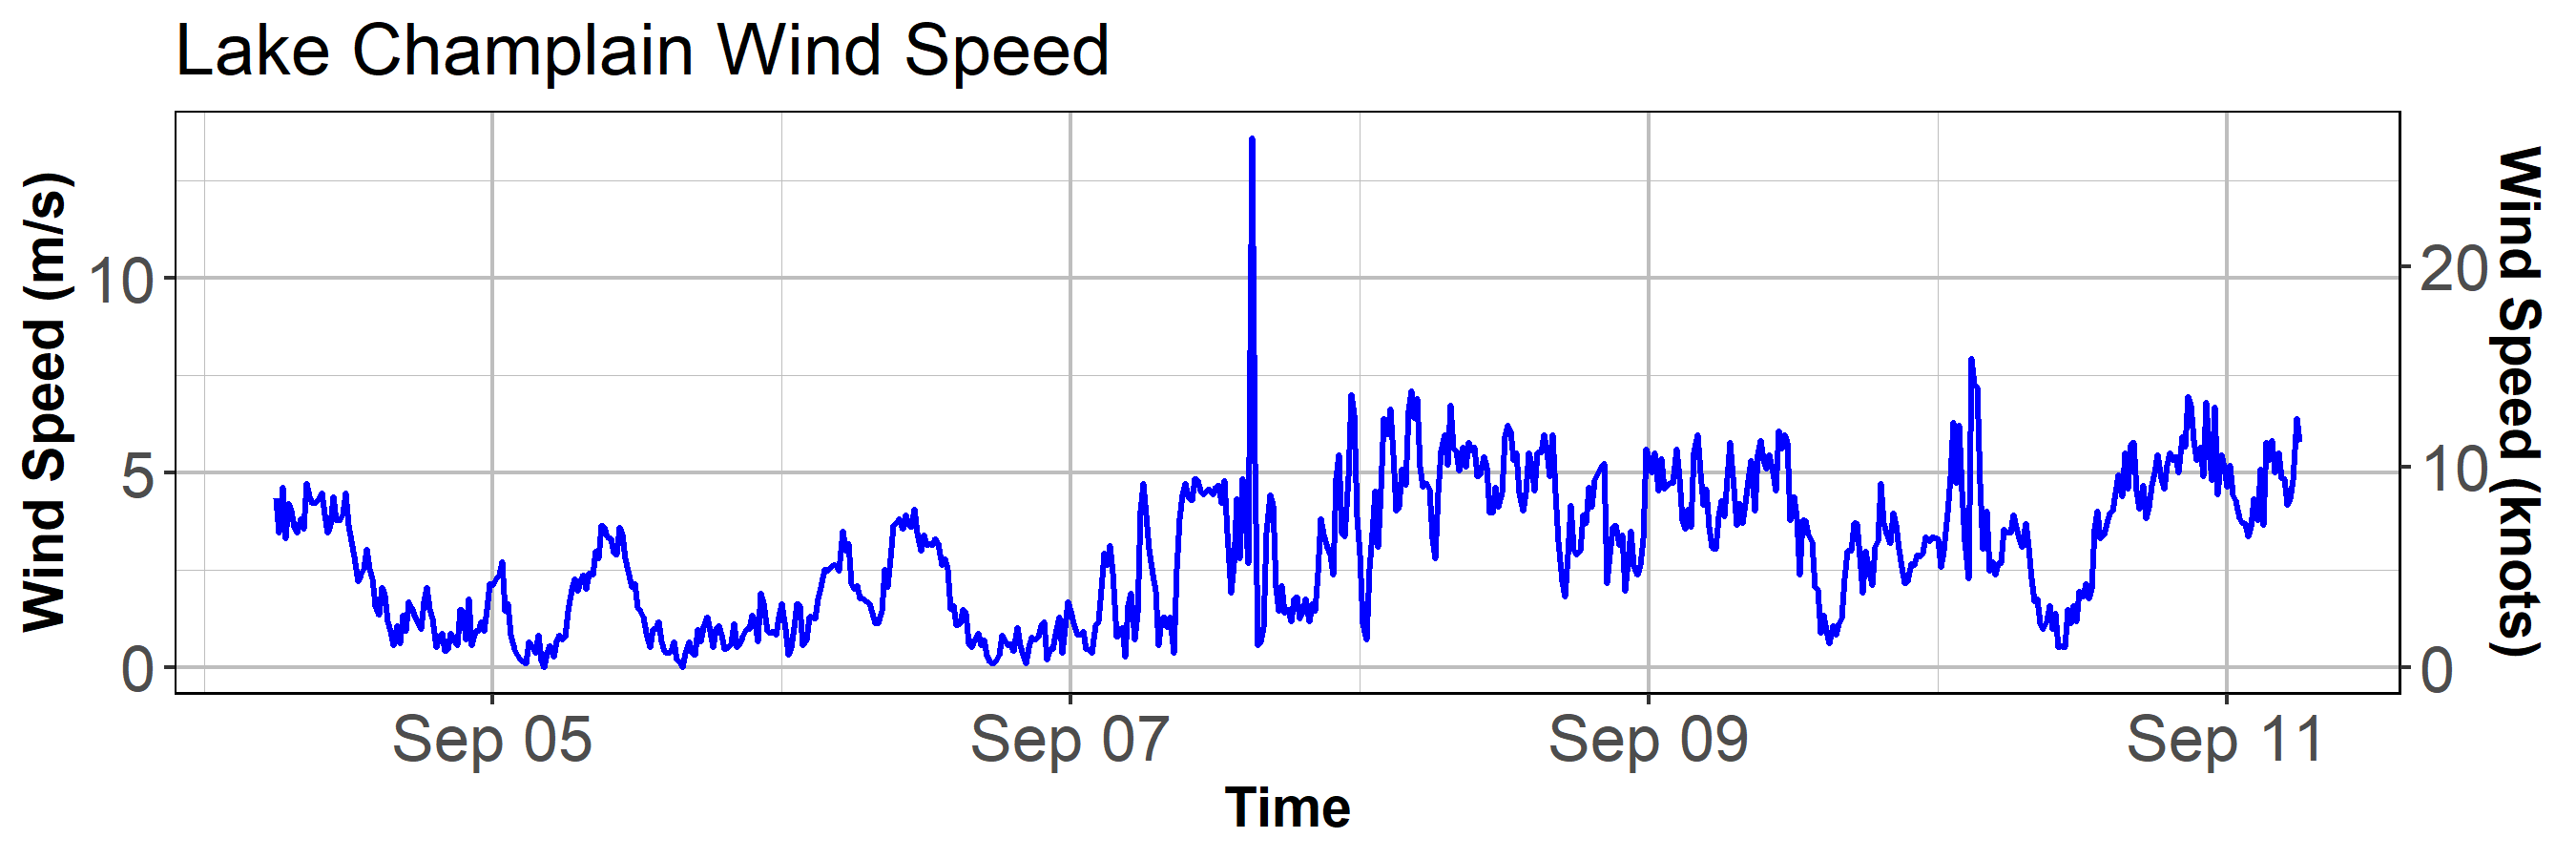 Lake Champlain Wind Speed
Wind Speed (m/s)
10
5
0
20
10
0
Wind Speed (knots)
Sep 05
Sep 07
Sep 09
Sep 11
Time